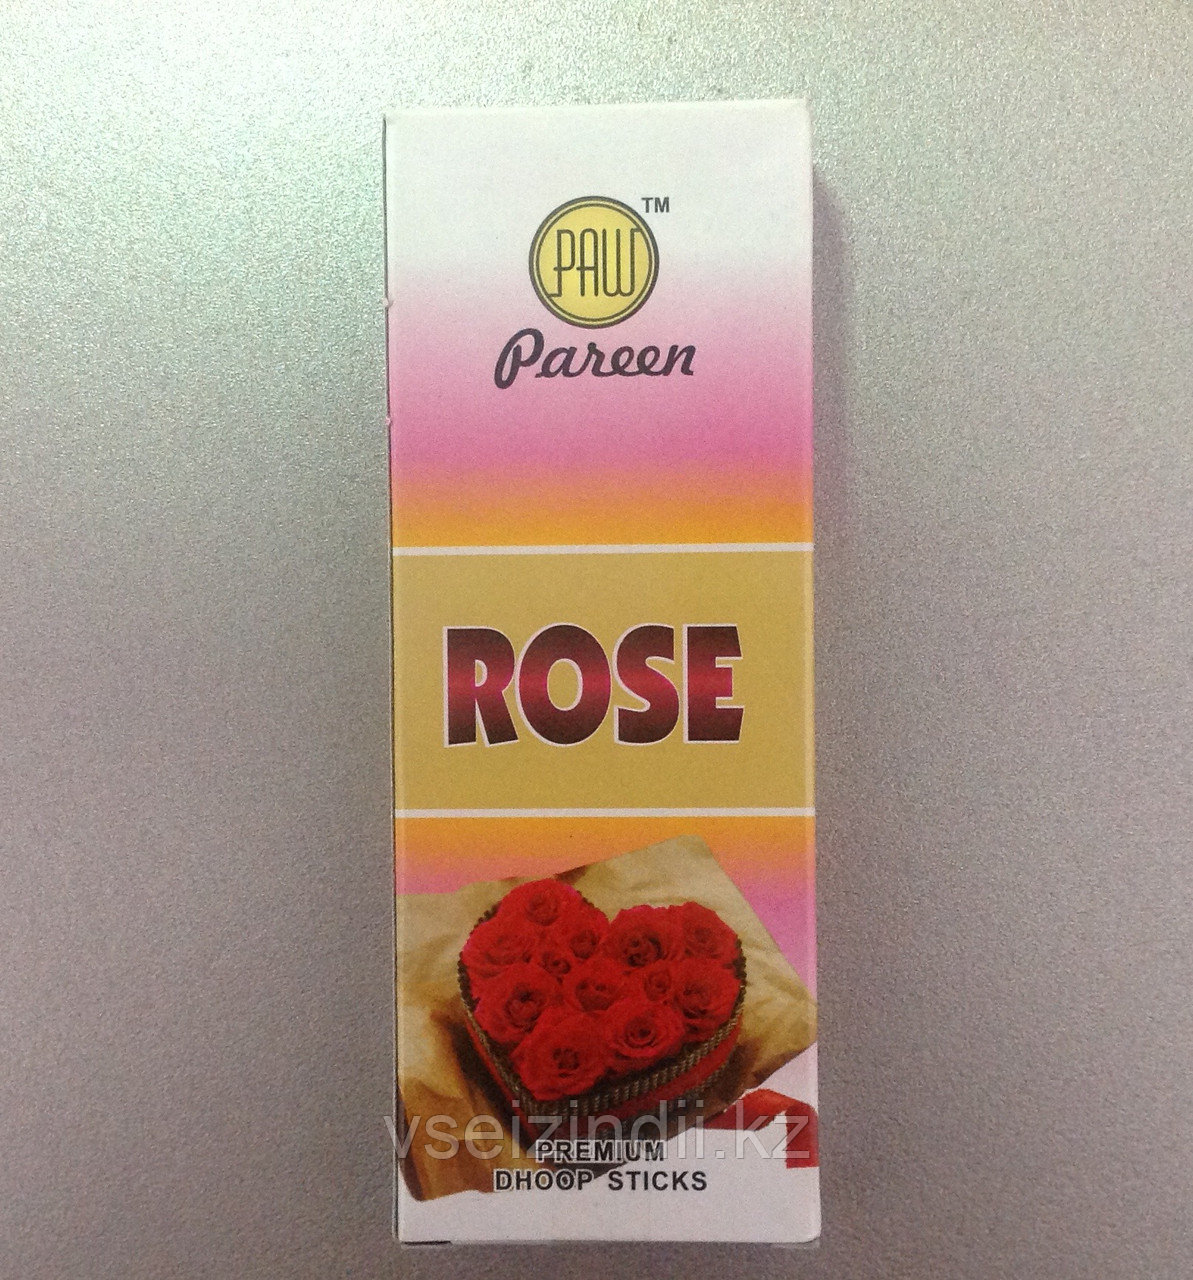 PAW TM
Pareen
ROSE
vseizindii.kz
PREMIUM
DHOOP STICKS